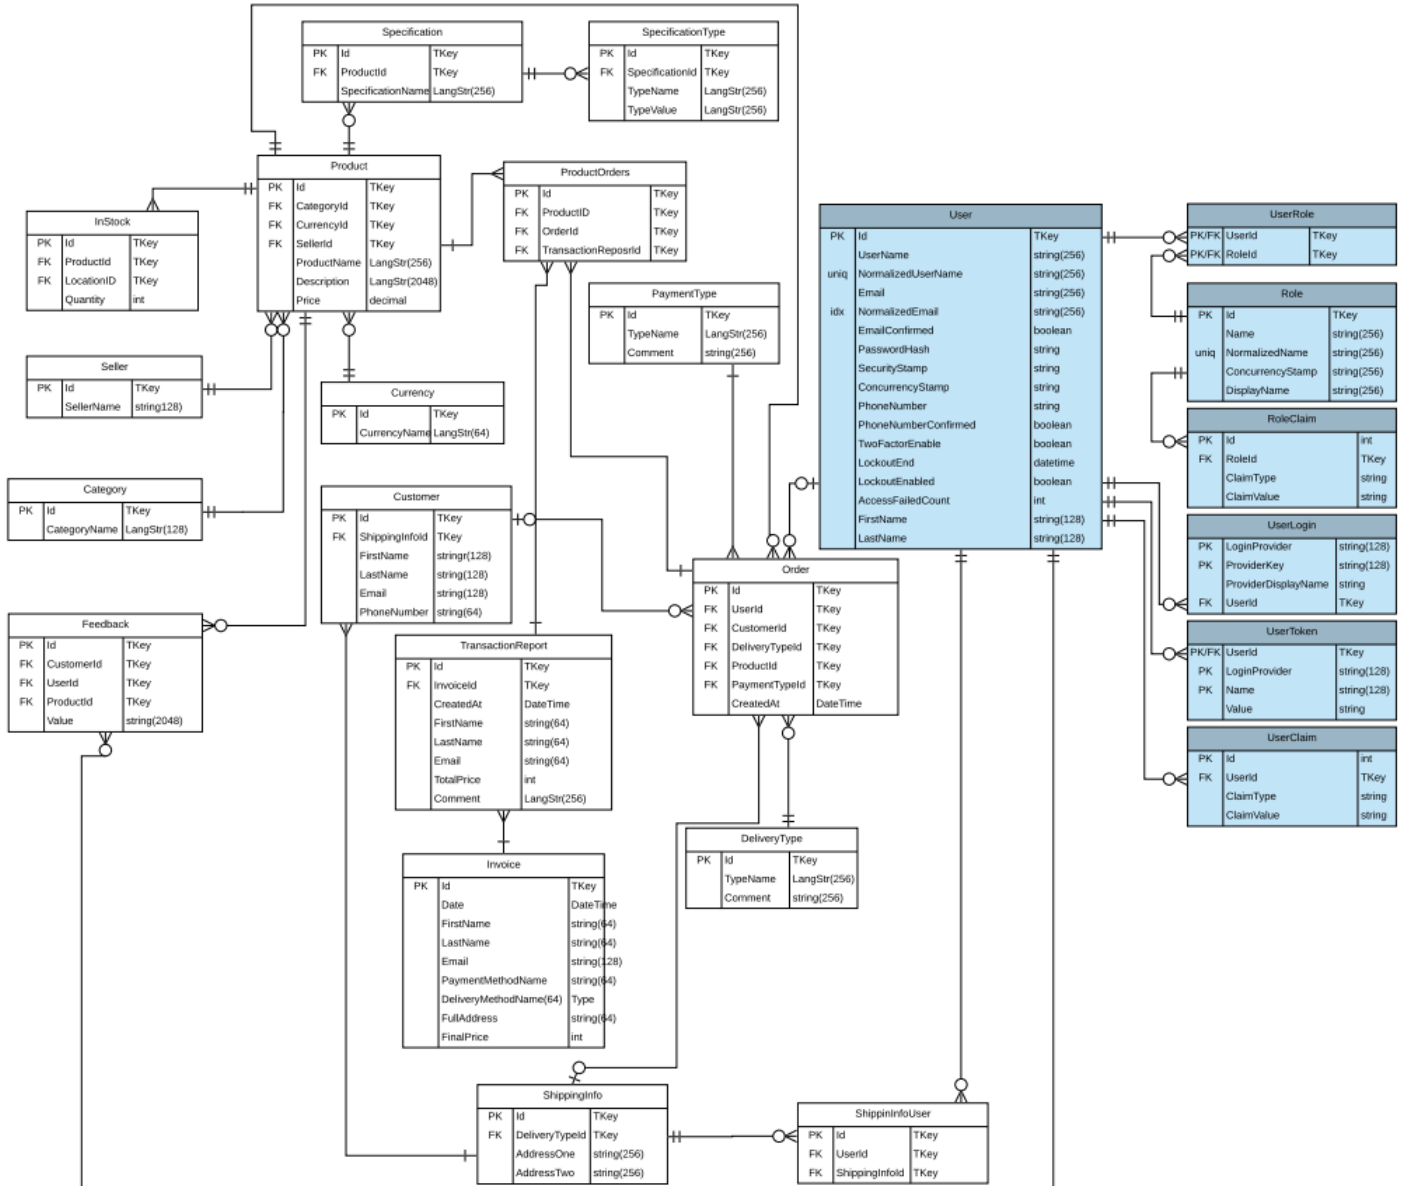 Specification
PK Id TKey
FK ProductId TKey
SpecificationName LangStr(256)
SpecificationType
PK Id TKey
FK SpecificationId TKey
TypeName LangStr(256)
TypeValue LangStr(256)
Product
PK Id TKey
FK CategoryId TKey
FK CurrencyId TKey
FK SellerId TKey
ProductName LangStr(256)
Description LangStr(2048)
Price decimal
ProductOrders
PK Id TKey
FK ProductID TKey
FK OrderId TKey
FK TransactionReposrId TKey
InStock
PK Id TKey
FK ProductId TKey
FK LocationID TKey
Quantity int
PaymentType
PK Id TKey
TypeName LangStr(256)
Comment string(256)
Seller
PK Id TKey
SellerName string128)
Currency
PK Id TKey
CurrencyName LangStr(64)
Category
PK Id TKey
CategoryName LangStr(128)
Customer
PK Id TKey
FK ShippingInfoId TKey
FirstName stringr(128)
LastName string(128)
Email string(128)
PhoneNumber string(64)
Feedback
PK Id TKey
FK CustomerId TKey
FK UserId TKey
FK ProductId TKey
Value string(2048)
TransactionReport
PK Id TKey
FK InvoiceId TKey
CreatedAt DateTime
FirstName string(64)
LastName string(64)
Email string(64)
TotalPrice int
Comment LangStr(256)
Order
PK Id TKey
FK UserId TKey
FK CustomerId TKey
FK DeliveryTypeId TKey
FK ProductId TKey
FK PaymentTypeId TKey
CreatedAt DateTime
Invoice
PK Id TKey
Date DateTime
FirstName string(64)
LastName string(64)
Email string(128)
PaymentMethodName string(64)
DeliveryMethodName(64) Type
FullAddress string(64)
FinalPrice int
DeliveryType
PK Id TKey
TypeName LangStr(256)
Comment string(256)
ShippingInfo
PK Id TKey
FK DeliveryTypeId TKey
AddressOne string(256)
AddressTwo string(256)
ShippinInfoUser
PK Id TKey
FK UserId TKey
FK ShippingInfoId TKey
User
PK Id TKey
UserName string(256)
uniq NormalizedUserName string(256)
Email string(256)
idx NormalizedEmail string(256)
EmailConfirmed boolean
PasswordHash string
SecurityStamp string
ConcurrencyStamp string
PhoneNumber string
PhoneNumberConfirmed boolean
TwoFactorEnable boolean
LockoutEnd datetime
LockoutEnabled boolean
AccessFailedCount int
FirstName string(128)
LastName string(128)
UserRole
PK/FK UserId TKey
PK/FK RoleId TKey
Role
PK Id TKey
Name string(256)
uniq NormalizedName string(256)
ConcurrencyStamp string(256)
DisplayName string(256)
RoleClaim
PK Id int
FK RoleId TKey
ClaimType string
ClaimValue string
UserLogin
PK LoginProvider string(128)
PK ProviderKey string(128)
ProviderDisplayName string
FK UserId TKey
UserToken
PK/FK UserId TKey
PK LoginProvider string(128)
PK Name string(128)
Value string
UserClaim
PK Id int
FK UserId TKey
ClaimType string
ClaimValue string